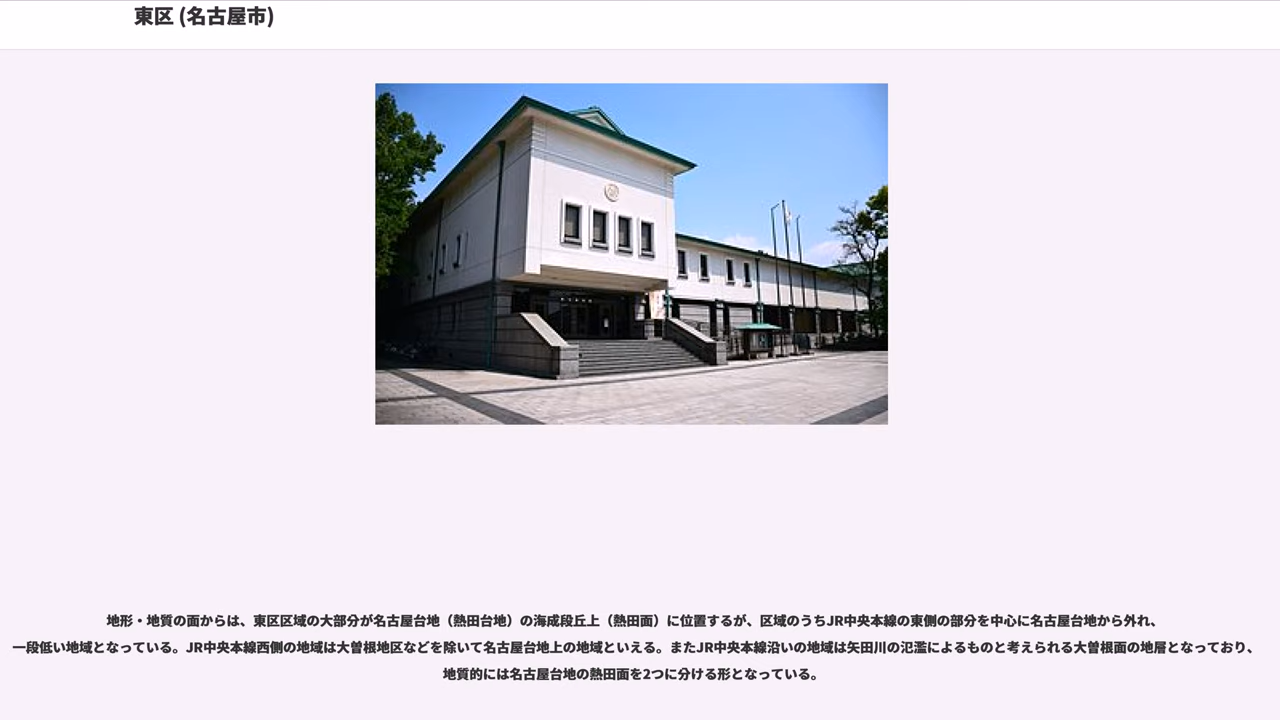 東区 (名古屋市)
地形・地質の面からは、東区区域の大部分が名古屋台地（熱田台地）の海成段丘上（熱田面）に位置するが、区域のうちJR中央本線の東側の部分を中心に名古屋台地から外れ、
一段低い地域となっている。JR中央本線西側の地域は大曽根地区などを除いて名古屋台地上の地域といえる。またJR中央本線沿いの地域は矢田川の氾濫によるものと考えられる大曽根面の地層となっており、
地質的には名古屋台地の熱田面を2つに分ける形となっている。